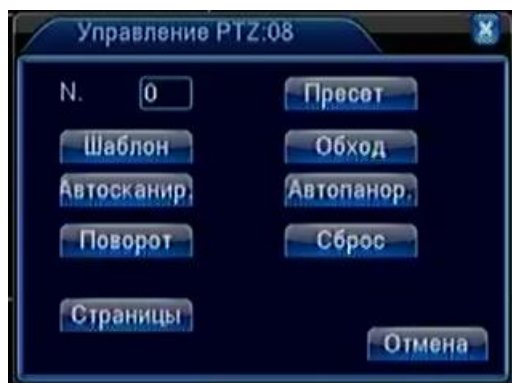 Управление PTZ:08
N. 0 Пресет
Шаблон Обход
Автосканир. Автопанор.
Поворот Сброс
Страницы
Отмена